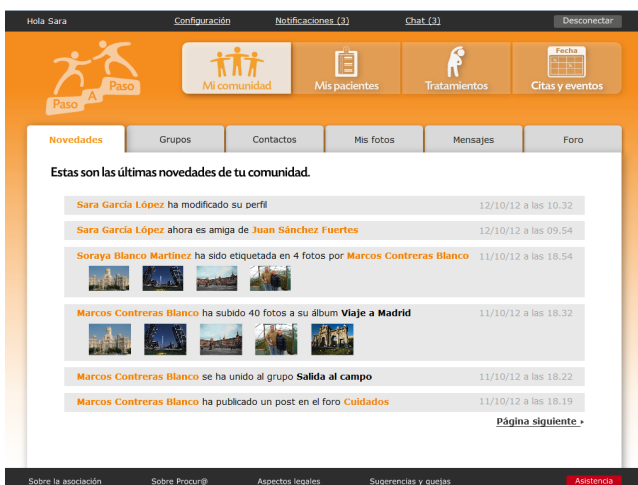 Hola Sara
Configuración
Notificaciones (3)
Chat (3)
Desconectar
Paso A Paso
Mi comunidad
Mis pacientes
Tratamientos
Fecha
Citas y eventos
Novedades
Grupos
Contactos
Mis fotos
Mensajes
Foro
Estas son las últimas novedades de tu comunidad.
Sara García López ha modificado su perfil 12/10/12 a las 10.32
Sara García López ahora es amiga de Juan Sánchez Fuertes 12/10/12 a las 09.54
Soraya Blanco Martínez ha sido etiquetada en 4 fotos por Marcos Contreras Blanco 11/10/12 a las 18.54
Marcos Contreras Blanco ha subido 40 fotos a su álbum Viaje a Madrid 11/10/12 a las 18.32
Marcos Contreras Blanco se ha unido al grupo Salida al campo 11/10/12 a las 18.22
Marcos Contreras Blanco ha publicado un post en el foro Cuidados 11/10/12 a las 18.19
Página siguiente
Sobre la asociación
Sobre Procur@
Aspectos legales
Sugerencias y quejas
Asistencia